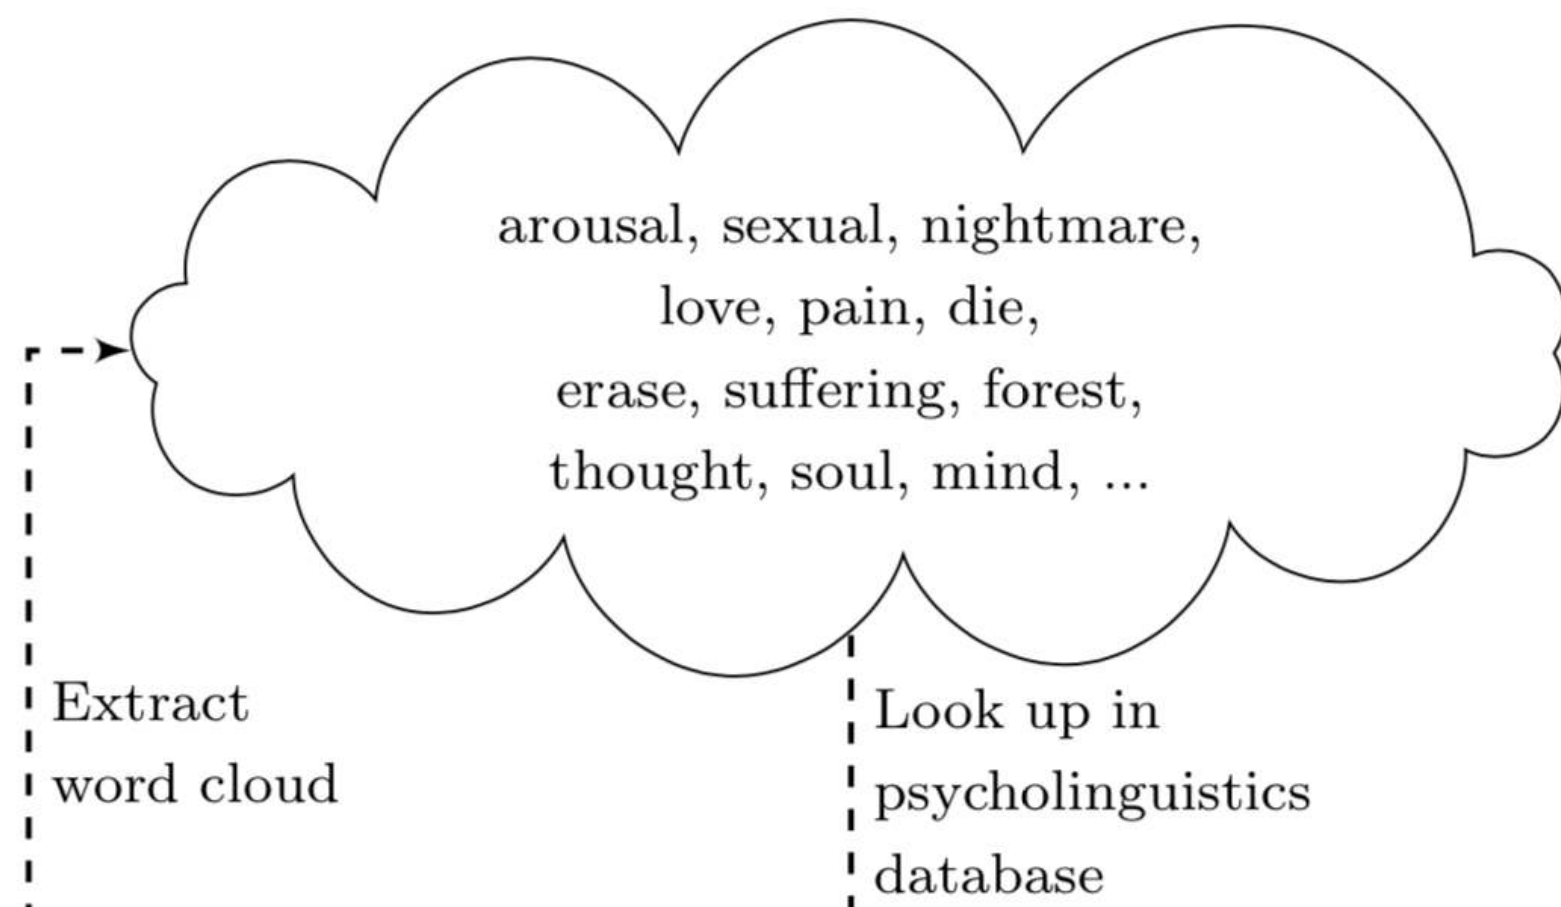 arousal, sexual, nightmare,
love, pain, die,
erase, suffering, forest,
thought, soul, mind, ...
Extract
word cloud
Look up in
psycholinguistics
database